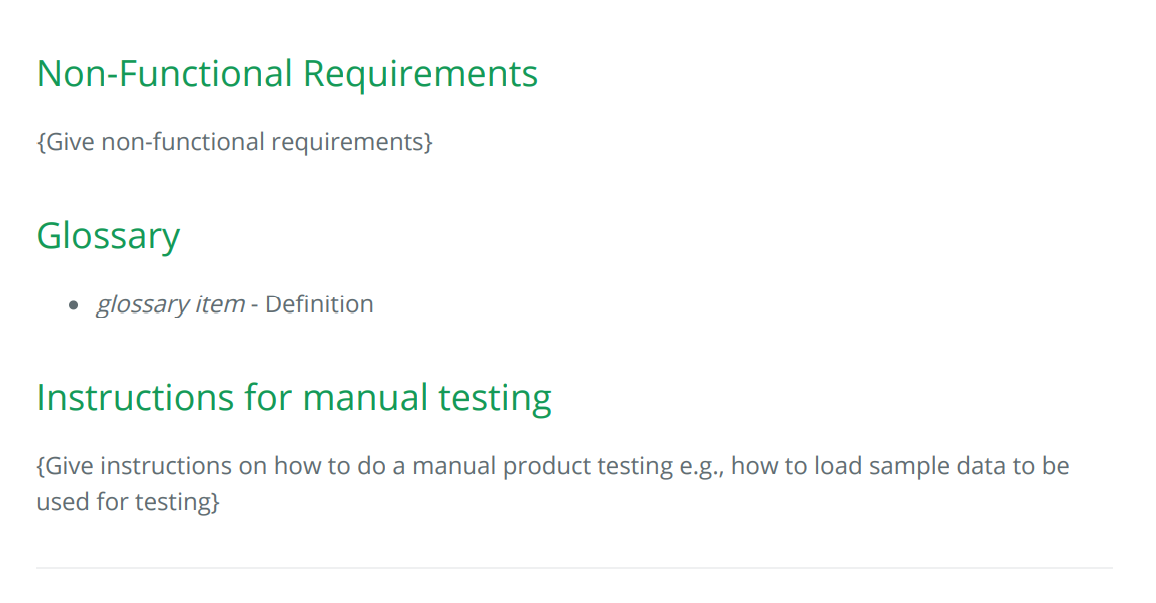 Non-Functional Requirements
{Give non-functional requirements}
Glossary
glossary item - Definition
Instructions for manual testing
{Give instructions on how to do a manual product testing e.g., how to load sample data to be
used for testing}